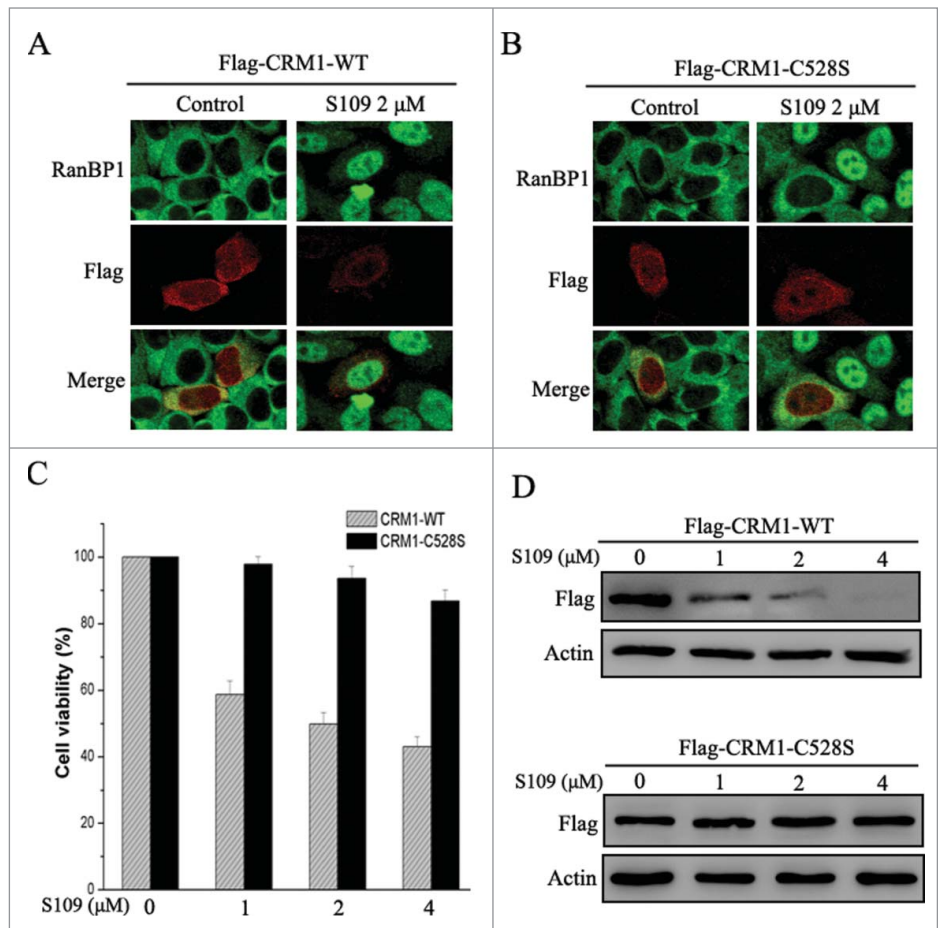 A
Flag-CRM1-WT
Control S109 2 μM
RanBP1
Flag
Merge
B
Flag-CRM1-C528S
Control S109 2 μM
RanBP1
Flag
Merge
C
CRM1-WT
CRM1-C528S
Cell viability (%)
100
80
60
40
20
0
S109 (μM) 0 1 2 4
D
Flag-CRM1-WT
S109 (μM) 0 1 2 4
Flag
Actin
Flag-CRM1-C528S
S109 (μM) 0 1 2 4
Flag
Actin